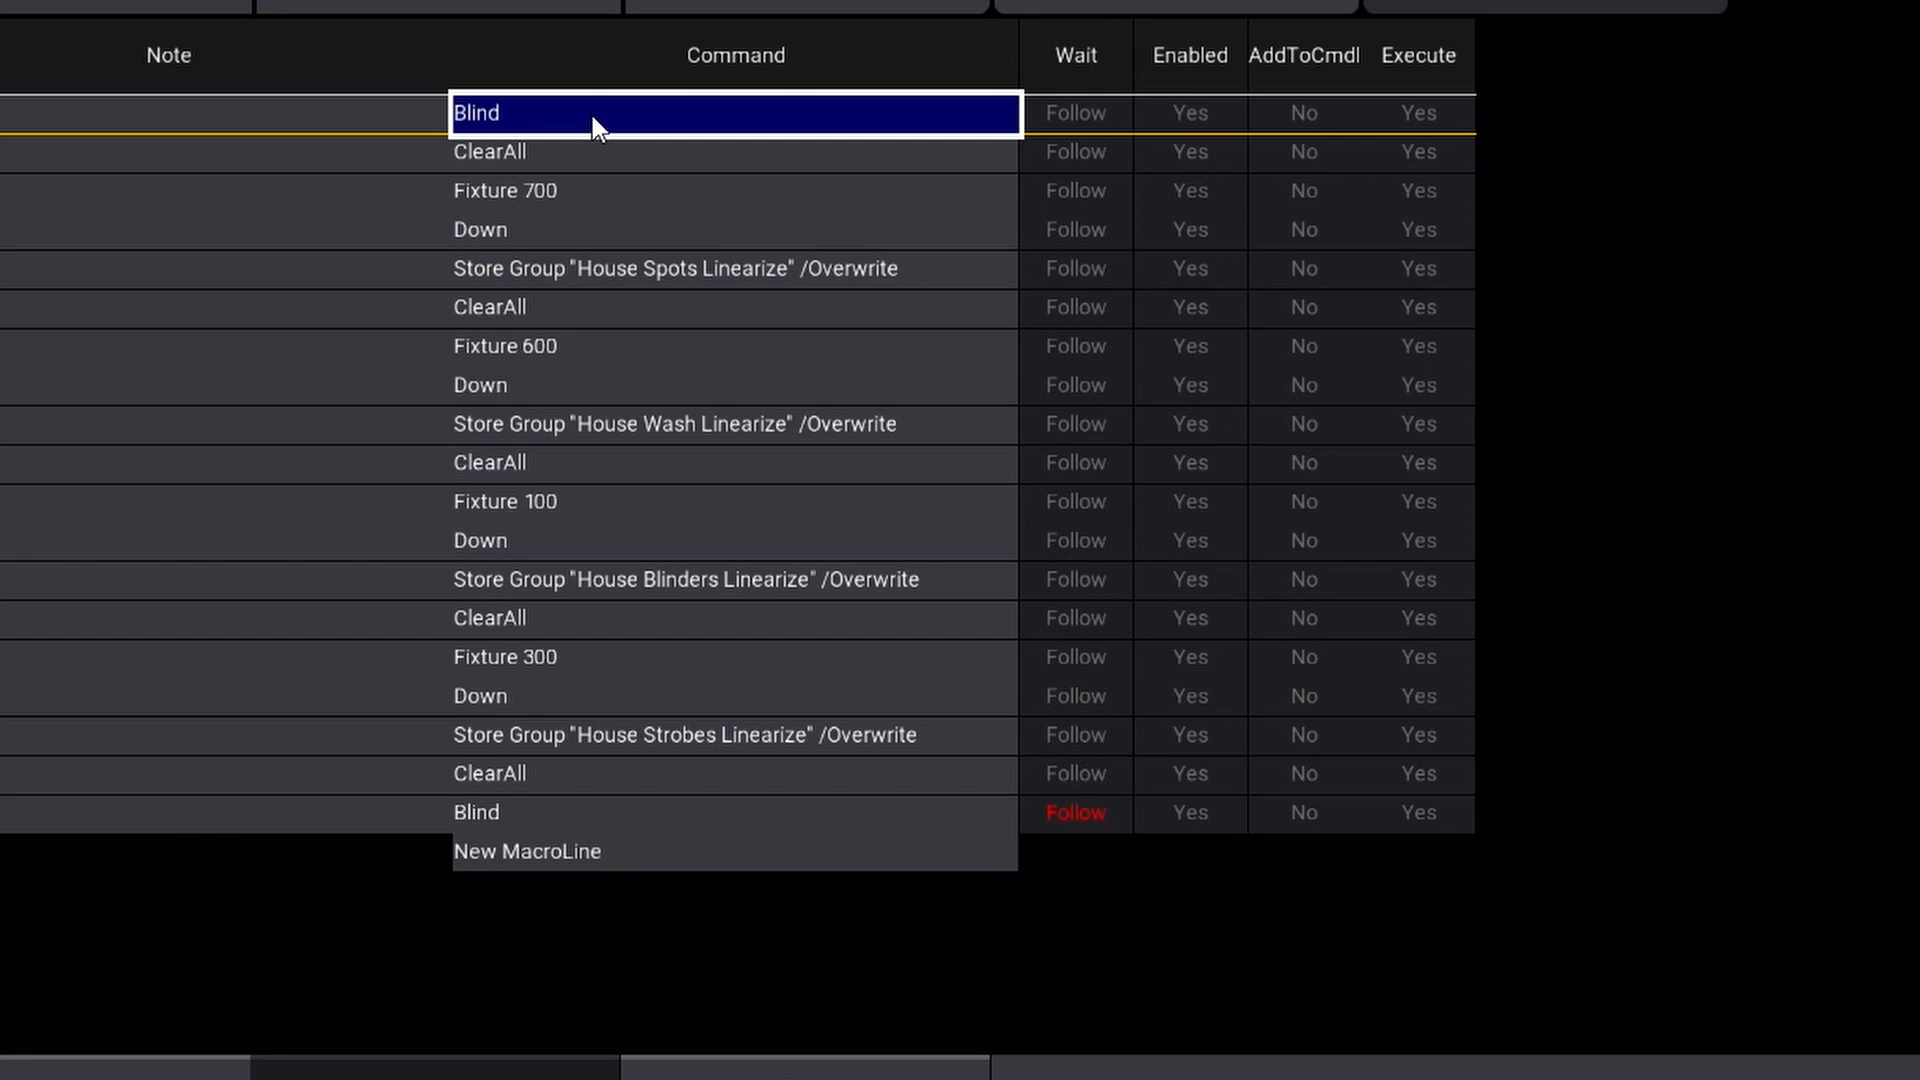 Note Command Wait Enabled AddToCmdl Execute
Blind Follow Yes No Yes
ClearAll Follow Yes No Yes
Fixture 700 Follow Yes No Yes
Down Follow Yes No Yes
Store Group "House Spots Linearize" /Overwrite Follow Yes No Yes
ClearAll Follow Yes No Yes
Fixture 600 Follow Yes No Yes
Down Follow Yes No Yes
Store Group "House Wash Linearize" /Overwrite Follow Yes No Yes
ClearAll Follow Yes No Yes
Fixture 100 Follow Yes No Yes
Down Follow Yes No Yes
Store Group "House Blinders Linearize" /Overwrite Follow Yes No Yes
ClearAll Follow Yes No Yes
Fixture 300 Follow Yes No Yes
Down Follow Yes No Yes
Store Group "House Strobes Linearize" /Overwrite Follow Yes No Yes
ClearAll Follow Yes No Yes
Blind Follow Yes No Yes
New MacroLine